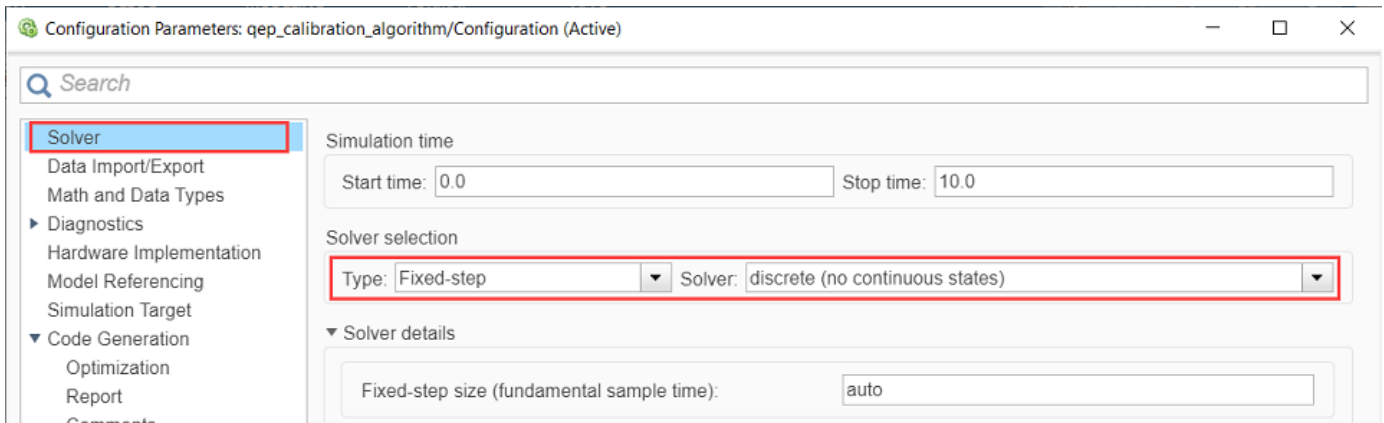 Configuration Parameters: qep_calibration_algorithm/Configuration (Active)
Search
Solver
Data Import/Export
Math and Data Types
Diagnostics
Hardware Implementation
Model Referencing
Simulation Target
Code Generation
Optimization
Report
Comments
Simulation time
Start time: 0.0 Stop time: 10.0
Solver selection
Type: Fixed-step Solver: discrete (no continuous states)
Solver details
Fixed-step size (fundamental sample time): auto